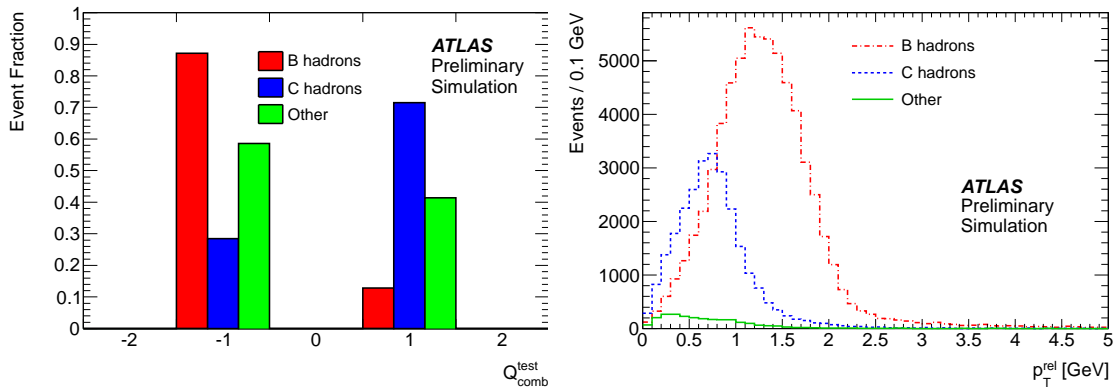 Event Fraction
1
0.9
0.8
0.7
0.6
0.5
0.4
0.3
0.2
0.1
0
-2 -1 0 1 2
Q^test_comb
B hadrons
C hadrons
Other
ATLAS
Preliminary
Simulation
Events / 0.1 GeV
5000
4000
3000
2000
1000
0
0 0.5 1 1.5 2 2.5 3 3.5 4 4.5 5
p_T^rel [GeV]
B hadrons
C hadrons
Other
ATLAS
Preliminary
Simulation